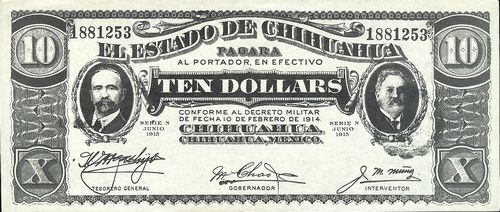 10 1881253 1881253 10
EL ESTADO DE CHIHUAHUA
PAGARA
AL PORTADOR, EN EFECTIVO
TEN DOLLARS
CONFORME AL DECRETO MILITAR
DE FECHA 10 DE FEBRERO DE 1914.
SERIE N
JUNIO
1915
SERIE N
JUNIO
1915
CHIHUAHUA,
CHIHUAHUA, MEXICO.
X X
TESORERO GENERAL GOBERNADOR INTERVENTOR